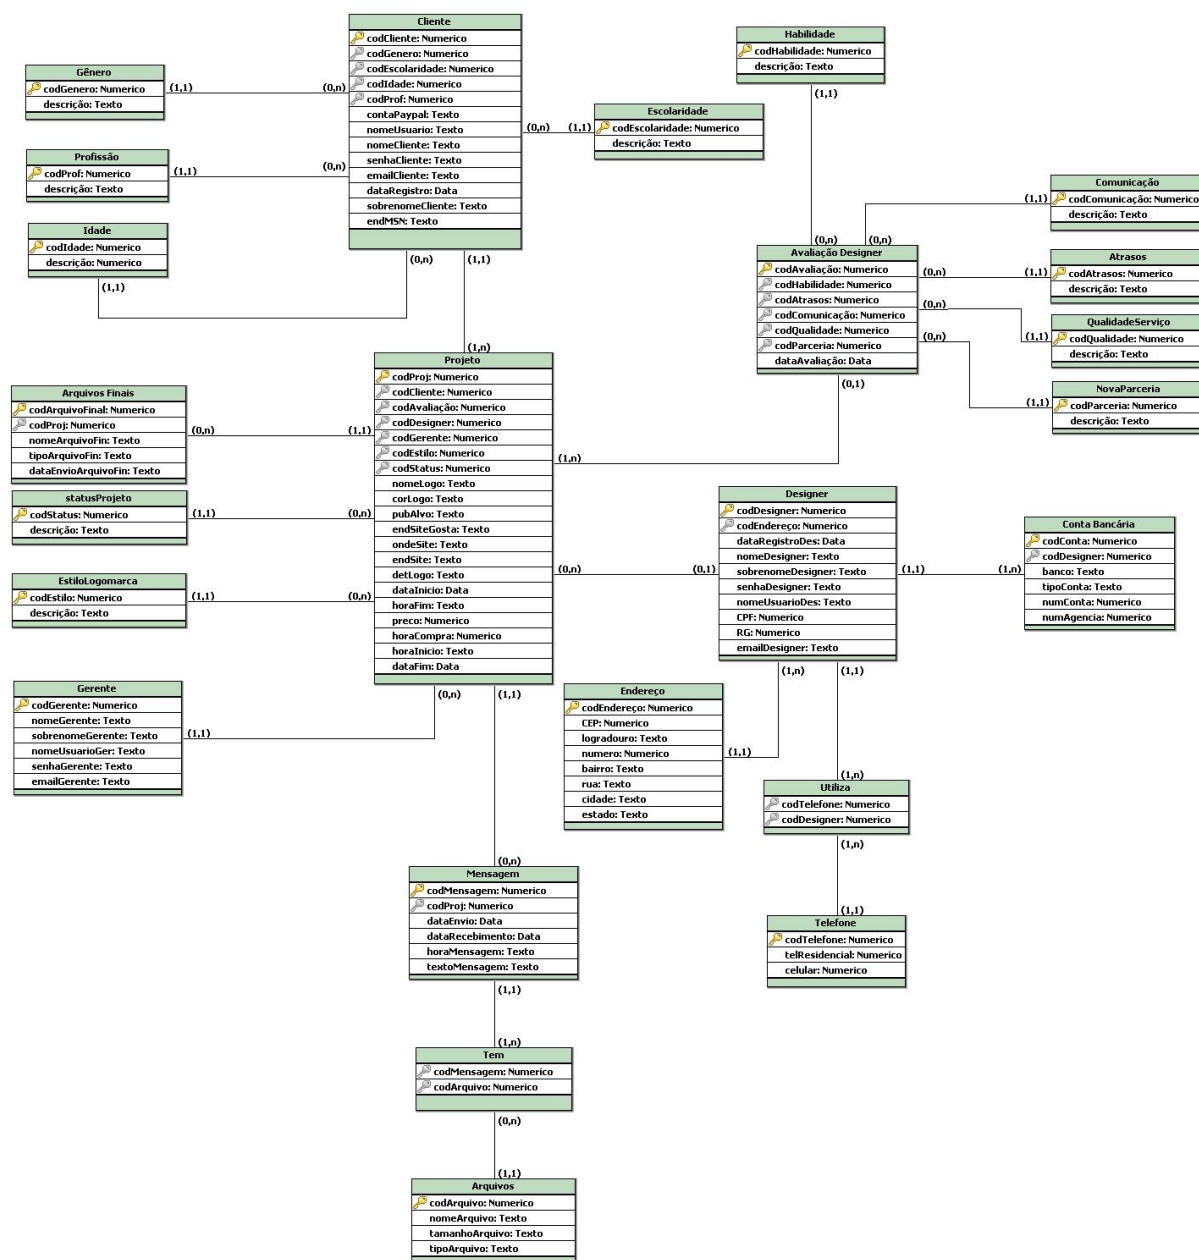 Cliente
codCliente: Numerico
codGenero: Numerico
codEscolaridade: Numerico
codIdade: Numerico
codProf: Numerico
contaPaypal: Texto
nomeUsuario: Texto
nomeCliente: Texto
senhaCliente: Texto
emailCliente: Texto
dataRegistro: Data
sobrenomeCliente: Texto
endMSN: Texto
Habilidade
codHabilidade: Numerico
descrição: Texto
(1,1)
Gênero
codGenero: Numerico
descrição: Texto
(1,1)
(0,n)
Escolaridade
codEscolaridade: Numerico
descrição: Texto
(0,n)
(1,1)
Profissão
codProf: Numerico
descrição: Texto
(1,1)
(0,n)
Idade
codIdade: Numerico
descrição: Numerico
(1,1)
(0,n)
(1,1)
(1,n)
Comunicação
codComunicação: Numerico
descrição: Texto
(1,1)
(0,n)
(0,n)
Avaliação Designer
codAvaliação: Numerico
codHabilidade: Numerico
codAtrasos: Numerico
codComunicação: Numerico
codQualidade: Numerico
codParceria: Numerico
dataAvaliação: Data
(0,n)
(1,1)
Atrasos
codAtrasos: Numerico
descrição: Texto
(0,n)
(1,1)
QualidadeServiço
codQualidade: Numerico
descrição: Texto
(0,n)
(1,1)
NovaParceria
codParceria: Numerico
descrição: Texto
(0,1)
(1,n)
Projeto
codProj: Numerico
codCliente: Numerico
codAvaliação: Numerico
codDesigner: Numerico
codGerente: Numerico
codEstilo: Numerico
codStatus: Numerico
nomeLogo: Texto
corLogo: Texto
pubAlvo: Texto
endSiteGosta: Texto
ondeSite: Texto
endSite: Texto
detLogo: Texto
dataInicio: Data
horaFim: Texto
preco: Numerico
horaCompra: Numerico
horaInicio: Texto
dataFim: Data
Arquivos Finais
codArquivoFinal: Numerico
codProj: Numerico
nomeArquivoFin: Texto
tipoArquivoFin: Texto
dataEnvioArquivoFin: Texto
(0,n)
(1,1)
statusProjeto
codStatus: Numerico
descrição: Texto
(1,1)
(0,n)
EstiloLogomarca
codEstilo: Numerico
descrição: Texto
(1,1)
(0,n)
Gerente
codGerente: Numerico
nomeGerente: Texto
sobrenomeGerente: Texto
nomeUsuarioGer: Texto
senhaGerente: Texto
emailGerente: Texto
(1,1)
(0,n)
(1,1)
(0,n)
(0,1)
Designer
codDesigner: Numerico
codEndereço: Numerico
dataRegistroDes: Data
nomeDesigner: Texto
sobrenomeDesigner: Texto
senhaDesigner: Texto
nomeUsuarioDes: Texto
CPF: Numerico
RG: Numerico
emailDesigner: Texto
(1,1)
(1,n)
Conta Bancária
codConta: Numerico
codDesigner: Numerico
banco: Texto
tipoConta: Texto
numConta: Numerico
numAgencia: Numerico
(1,n)
(1,1)
Endereço
codEndereço: Numerico
CEP: Numerico
logradouro: Texto
numero: Numerico
bairro: Texto
rua: Texto
cidade: Texto
estado: Texto
(1,1)
(1,n)
Utiliza
codTelefone: Numerico
codDesigner: Numerico
(1,n)
(1,1)
Telefone
codTelefone: Numerico
telResidencial: Numerico
celular: Numerico
(0,n)
Mensagem
codMensagem: Numerico
codProj: Numerico
dataEnvio: Data
dataRecebimento: Data
horaMensagem: Texto
textoMensagem: Texto
(1,1)
(1,n)
Tem
codMensagem: Numerico
codArquivo: Numerico
(0,n)
(1,1)
Arquivos
codArquivo: Numerico
nomeArquivo: Texto
tamanhoArquivo: Texto
tipoArquivo: Texto